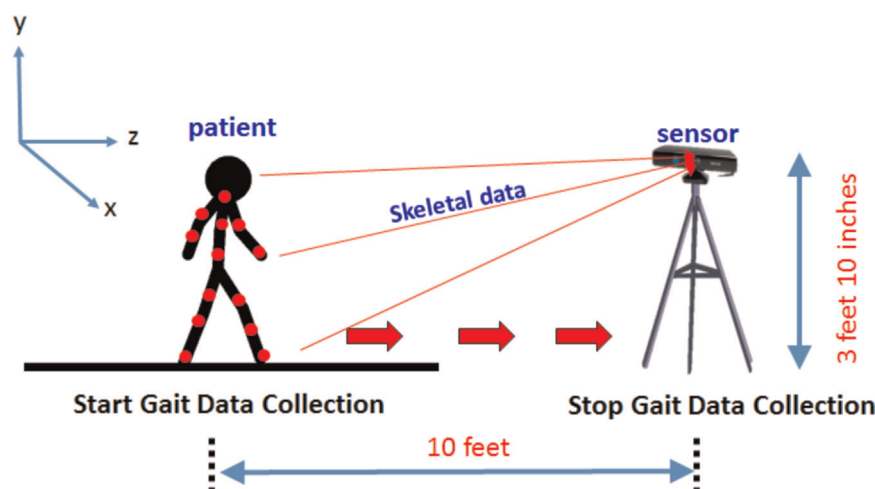 y
patient
sensor
z
x
Skeletal data
3 feet 10 inches
Start Gait Data Collection
Stop Gait Data Collection
10 feet